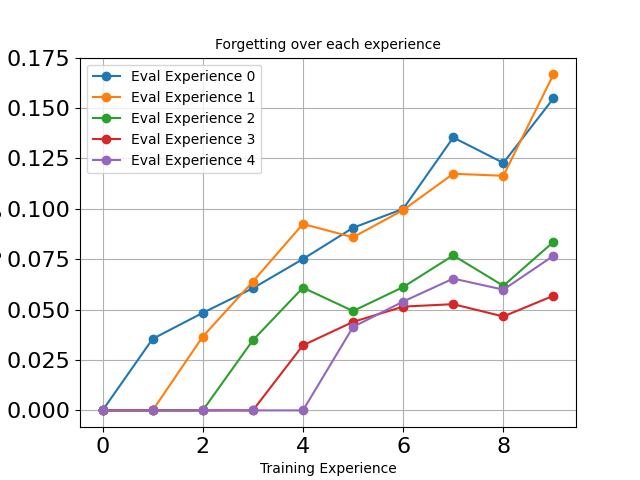 Forgetting over each experience
0.175
0.150
0.125
0.100
0.075
0.050
0.025
0.000
Eval Experience 0
Eval Experience 1
Eval Experience 2
Eval Experience 3
Eval Experience 4
0 2 4 6 8
Training Experience